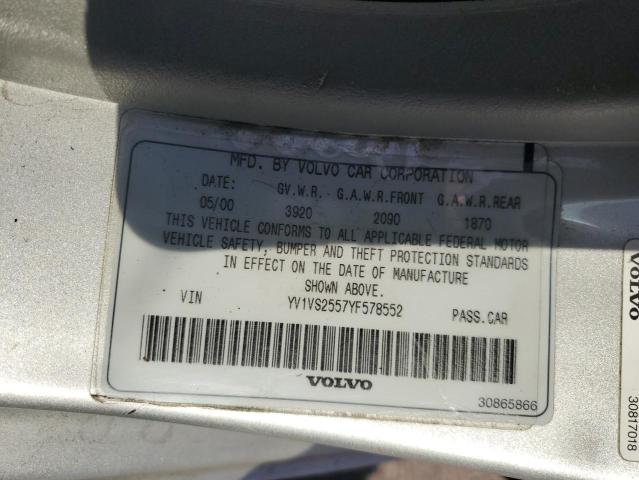 MFD. BY VOLVO CAR CORPORATION
DATE: GV.W.R. G.A.W.R.FRONT G.A.W.R.REAR
05/00 3920 2090 1870
THIS VEHICLE CONFORMS TO ALL APPLICABLE FEDERAL MOTOR
VEHICLE SAFETY, BUMPER AND THEFT PROTECTION STANDARDS
IN EFFECT ON THE DATE OF MANUFACTURE
SHOWN ABOVE.
VIN YV1VS2557YF578552 PASS.CAR
VOLVO
30865866
VOLVO
30817018